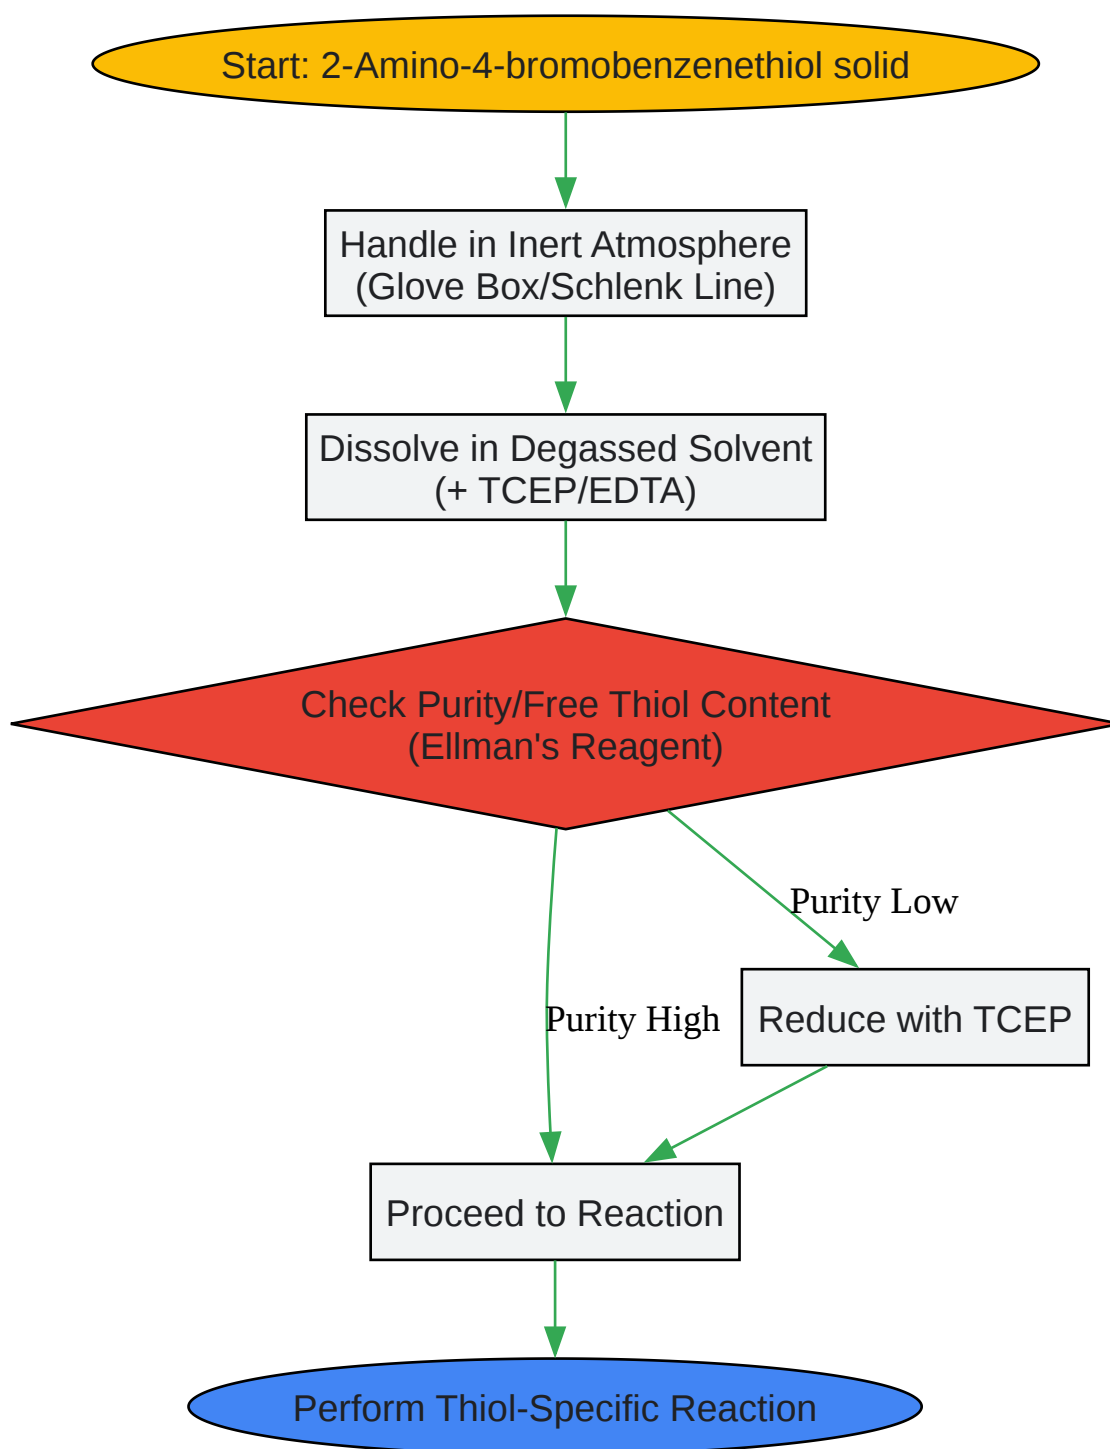 Start: 2-Amino-4-bromobenzenethiol solid
Handle in Inert Atmosphere
(Glove Box/Schlenk Line)
Dissolve in Degassed Solvent
(+ TCEP/EDTA)
Check Purity/Free Thiol Content
(Ellman's Reagent)
Purity Low
Purity High
Reduce with TCEP
Proceed to Reaction
Perform Thiol-Specific Reaction